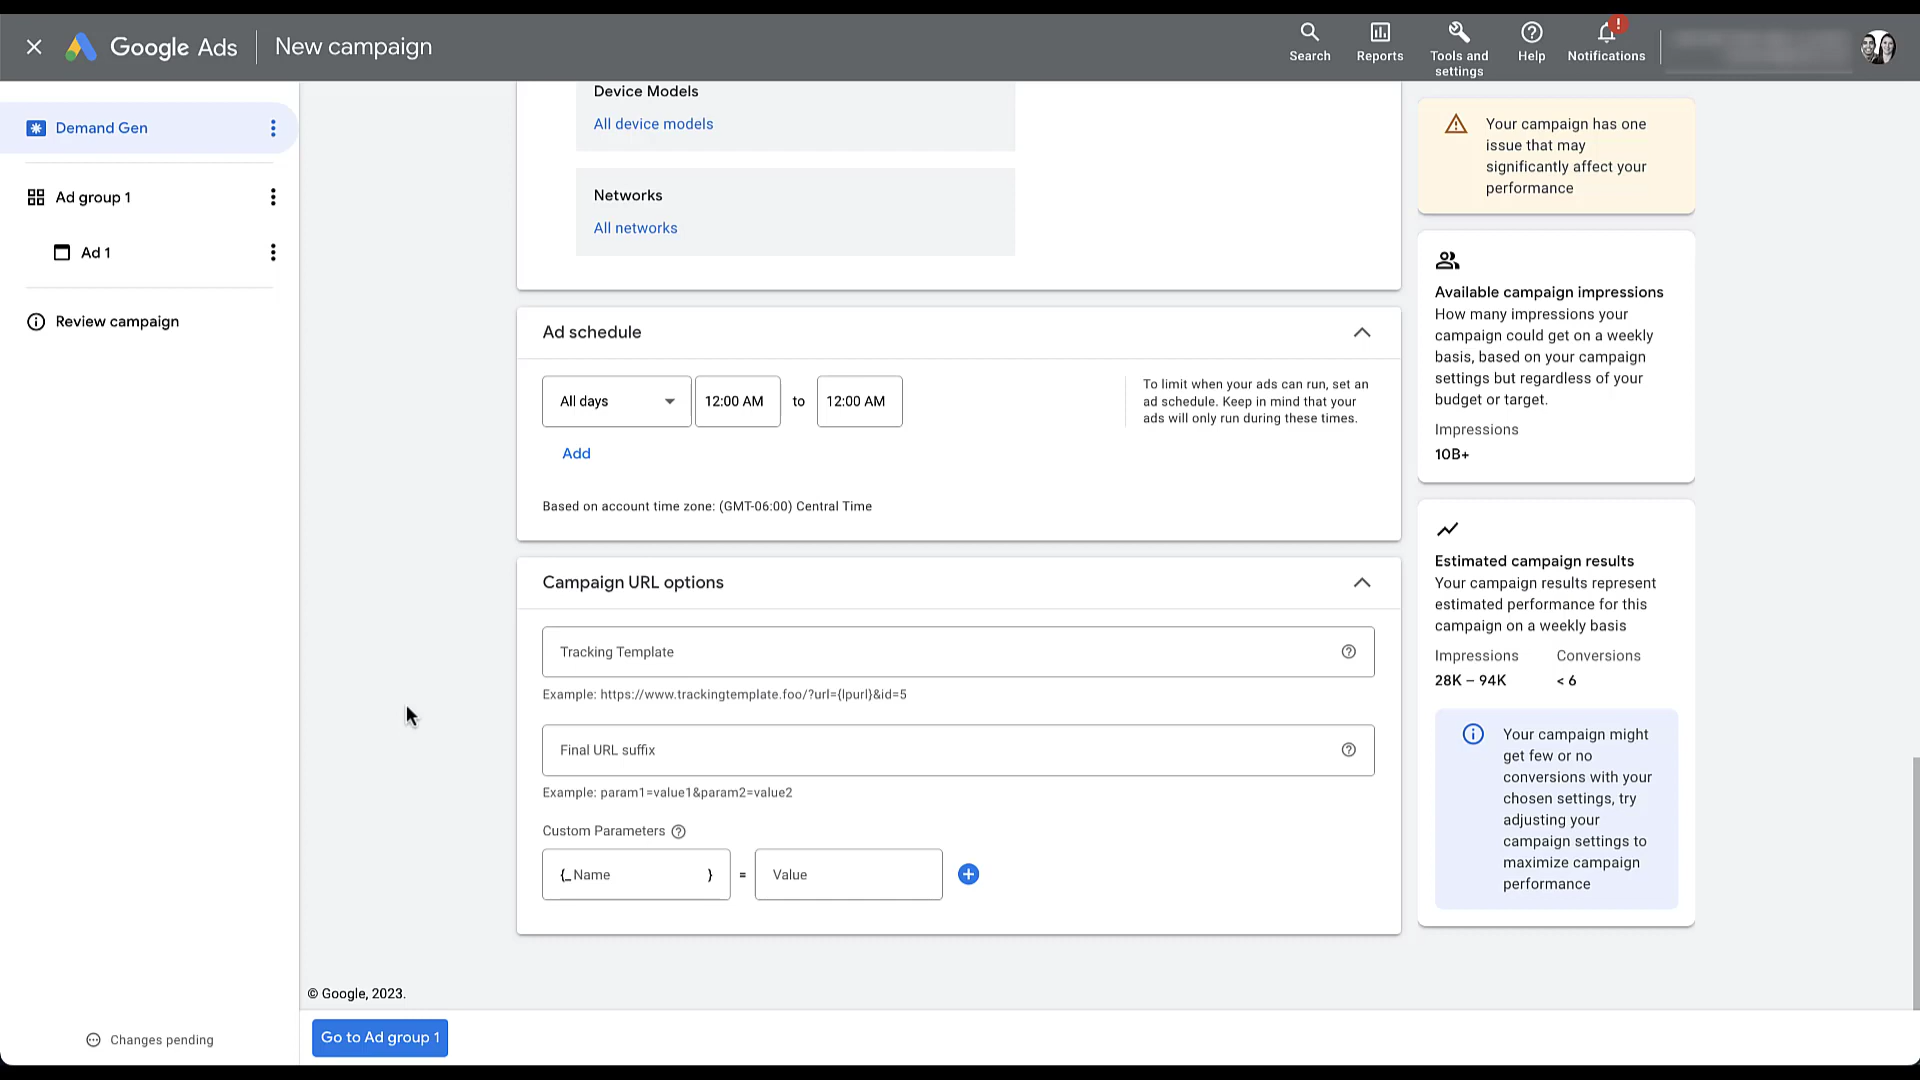 Google Ads
New campaign
Search
Reports
Tools and
settings
Help
!
Notifications
Demand Gen
Ad group 1
Ad 1
Review campaign
Changes pending
Device Models
All device models
Networks
All networks
Ad schedule
All days
12:00 AM
to
12:00 AM
To limit when your ads can run, set an
ad schedule. Keep in mind that your
ads will only run during these times.
Add
Based on account time zone: (GMT-06:00) Central Time
Campaign URL options
Tracking Template
Example: https://www.trackingtemplate.foo/?url={lpurl}&id=5
Final URL suffix
Example: param1=value1&param2=value2
Custom Parameters
{_ Name }
=
Value
© Google, 2023.
Go to Ad group 1
Your campaign has one
issue that may
significantly affect your
performance
Available campaign impressions
How many impressions your
campaign could get on a weekly
basis, based on your campaign
settings but regardless of your
budget or target.
Impressions
10B+
Estimated campaign results
Your campaign results represent
estimated performance for this
campaign on a weekly basis
Impressions Conversions
28K – 94K < 6
Your campaign might
get few or no
conversions with your
chosen settings, try
adjusting your
campaign settings to
maximize campaign
performance